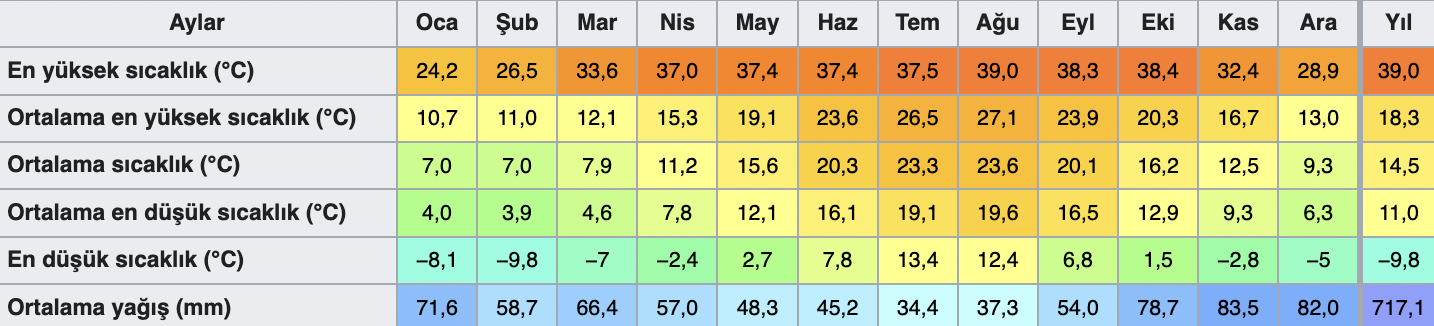 Aylar Oca Şub Mar Nis May Haz Tem Ağu Eyl Eki Kas Ara Yıl
En yüksek sıcaklık (°C) 24,2 26,5 33,6 37,0 37,4 37,4 37,5 39,0 38,3 38,4 32,4 28,9 39,0
Ortalama en yüksek sıcaklık (°C) 10,7 11,0 12,1 15,3 19,1 23,6 26,5 27,1 23,9 20,3 16,7 13,0 18,3
Ortalama sıcaklık (°C) 7,0 7,0 7,9 11,2 15,6 20,3 23,3 23,6 20,1 16,2 12,5 9,3 14,5
Ortalama en düşük sıcaklık (°C) 4,0 3,9 4,6 7,8 12,1 16,1 19,1 19,6 16,5 12,9 9,3 6,3 11,0
En düşük sıcaklık (°C) −8,1 −9,8 −7 −2,4 2,7 7,8 13,4 12,4 6,8 1,5 −2,8 −5 −9,8
Ortalama yağış (mm) 71,6 58,7 66,4 57,0 48,3 45,2 34,4 37,3 54,0 78,7 83,5 82,0 717,1